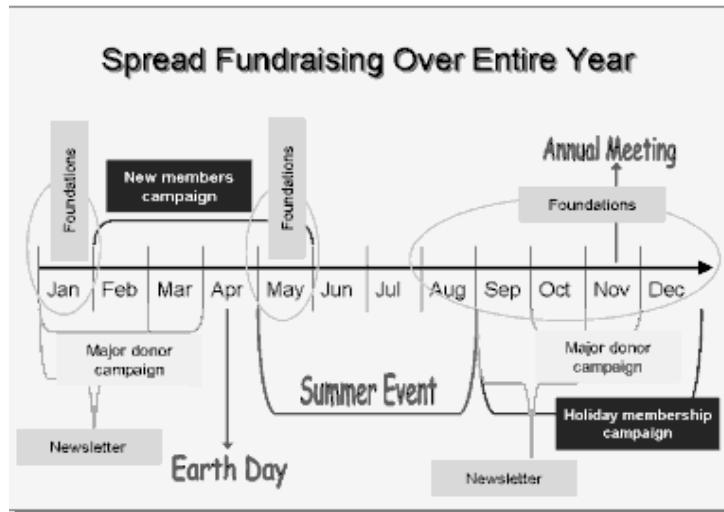 Spread Fundraising Over Entire Year
Foundations
New members
campaign
Foundations
Annual Meeting
Foundations
Jan Feb Mar Apr May Jun Jul Aug Sep Oct Nov Dec
Major donor
campaign
Summer Event
Major donor
campaign
Holiday membership
campaign
Newsletter
Earth Day
Newsletter